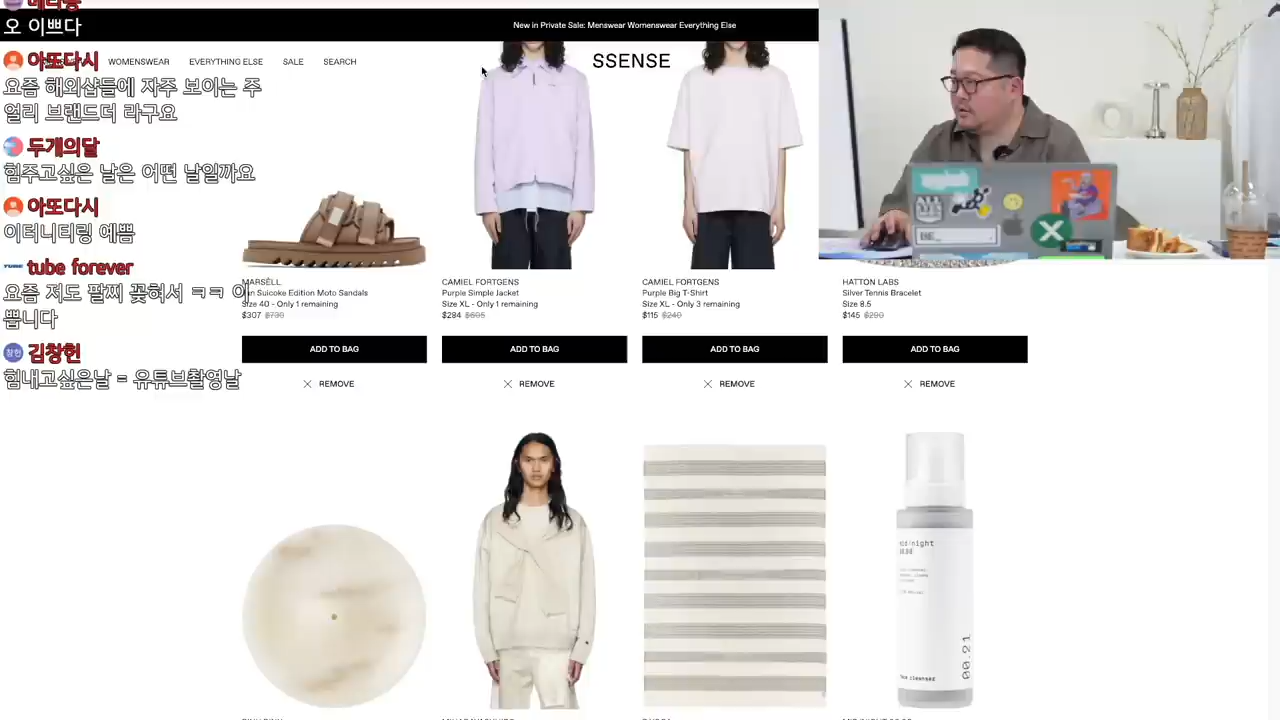 오 이쁘다
New in Private Sale: Menswear Womenswear Everything Else
WOMENSWEAR
EVERYTHING ELSE
SALE
SEARCH
SSENSE
아또다시
요즘 해외샵들에 자주 보이는 주
얼리 브랜드더 라구요
두개의달
힘주고싶은 날은 어떤 날일까요
아또다시
이터니티링 예쁨
tube forever
요즘 저도 팔찌 꽂혀서 ㅋㅋ 이
쁩니다
창헌
김창헌
힘내고싶은날 = 유튜브촬영날
MARSÈLL
Suicoke Edition Moto Sandals
Size 40 - Only 1 remaining
$307 $730
ADD TO BAG
REMOVE
CAMIEL FORTGENS
Purple Simple Jacket
Size XL - Only 1 remaining
$284 $605
ADD TO BAG
REMOVE
CAMIEL FORTGENS
Purple Big T-Shirt
Size XL - Only 3 remaining
$115 $240
ADD TO BAG
REMOVE
HATTON LABS
Silver Tennis Bracelet
Size 8.5
$145 $290
ADD TO BAG
REMOVE
00.21